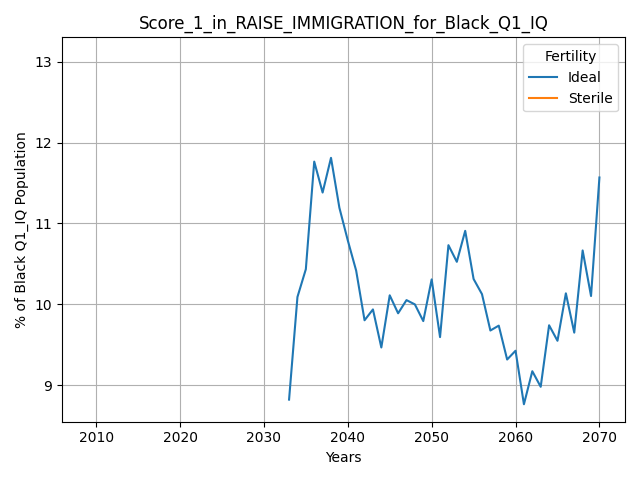 Score_1_in_RAISE_IMMIGRATION_for_Black_Q1_IQ
Fertility
Ideal
Sterile
% of Black Q1_IQ Population
13
12
11
10
9
2010 2020 2030 2040 2050 2060 2070
Years